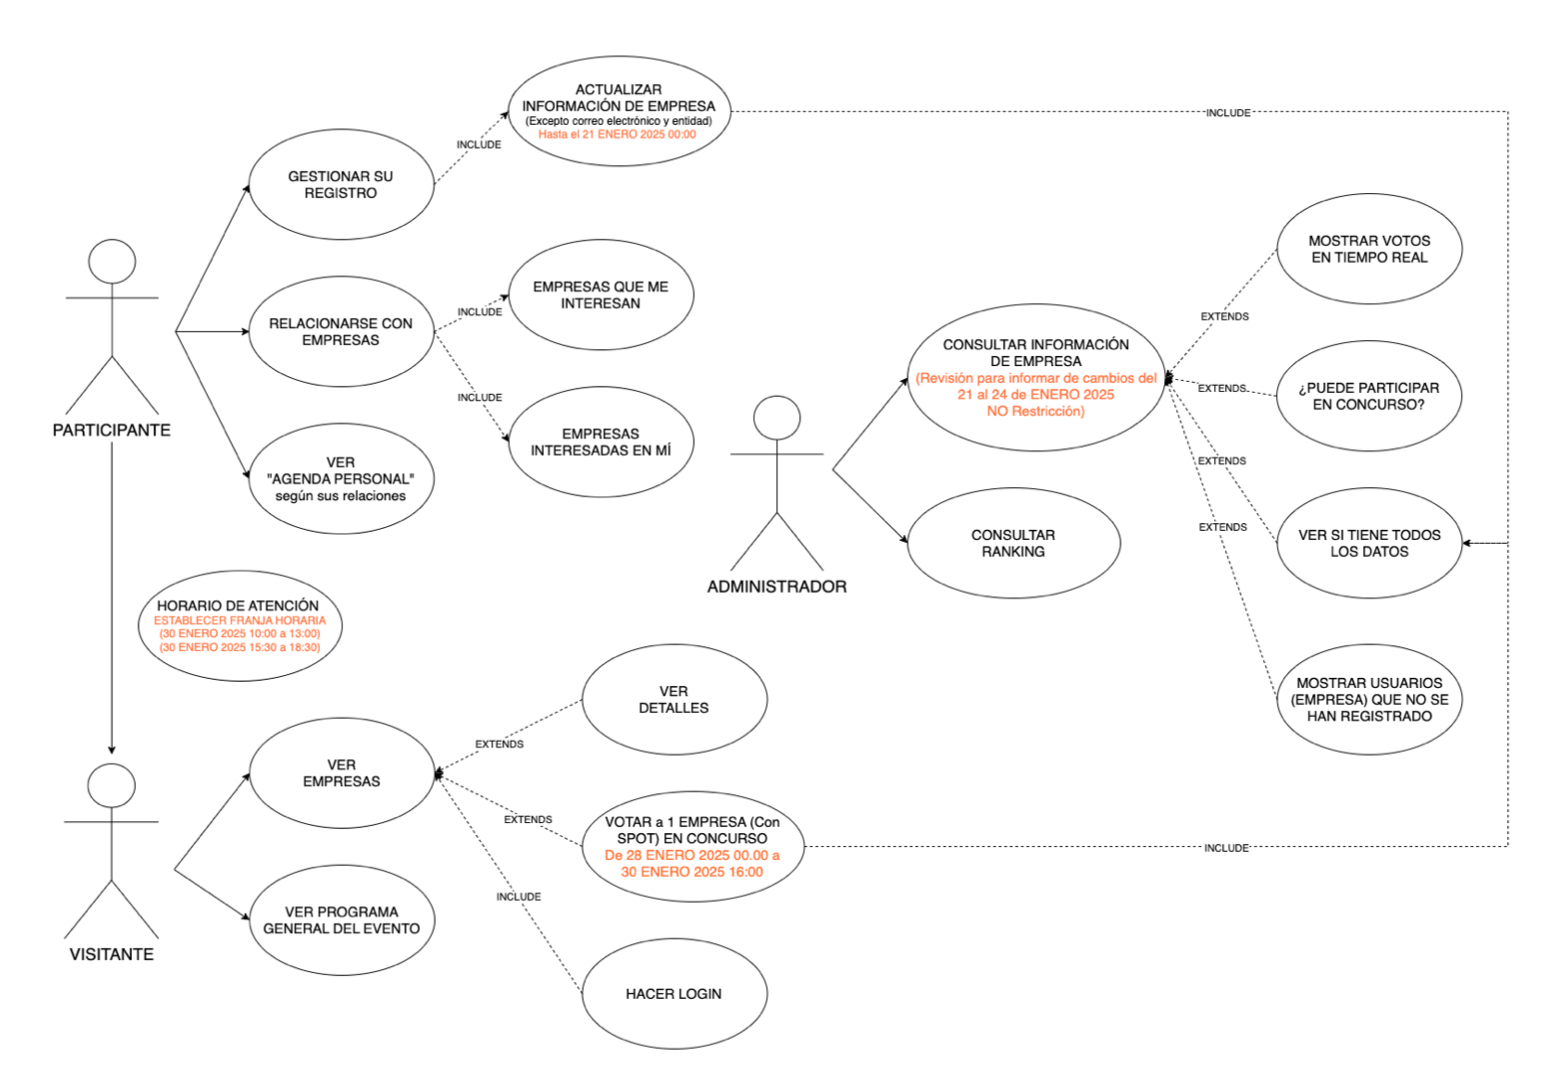 ACTUALIZAR
INFORMACIÓN DE EMPRESA
(Excepto correo electrónico y entidad)
Hasta el 21 ENERO 2025 00:00
INCLUDE
INCLUDE
GESTIONAR SU
REGISTRO
MOSTRAR VOTOS
EN TIEMPO REAL
EMPRESAS QUE ME
INTERESAN
INCLUDE
RELACIONARSE CON
EMPRESAS
EXTENDS
CONSULTAR INFORMACIÓN
DE EMPRESA
(Revisión para informar de cambios del
21 al 24 de ENERO 2025
NO Restricción)
EXTENDS
¿PUEDE PARTICIPAR
EN CONCURSO?
INCLUDE
PARTICIPANTE
EMPRESAS
INTERESADAS EN MÍ
VER
"AGENDA PERSONAL"
según sus relaciones
EXTENDS
EXTENDS
CONSULTAR
RANKING
VER SI TIENE TODOS
LOS DATOS
ADMINISTRADOR
HORARIO DE ATENCIÓN
ESTABLECER FRANJA HORARIA
(30 ENERO 2025 10:00 a 13:00)
(30 ENERO 2025 15:30 a 18:30)
MOSTRAR USUARIOS
(EMPRESA) QUE NO SE
HAN REGISTRADO
VER
DETALLES
EXTENDS
VER
EMPRESAS
EXTENDS
VOTAR a 1 EMPRESA (Con
SPOT) EN CONCURSO
De 28 ENERO 2025 00.00 a
30 ENERO 2025 16:00
INCLUDE
INCLUDE
VER PROGRAMA
GENERAL DEL EVENTO
VISITANTE
HACER LOGIN